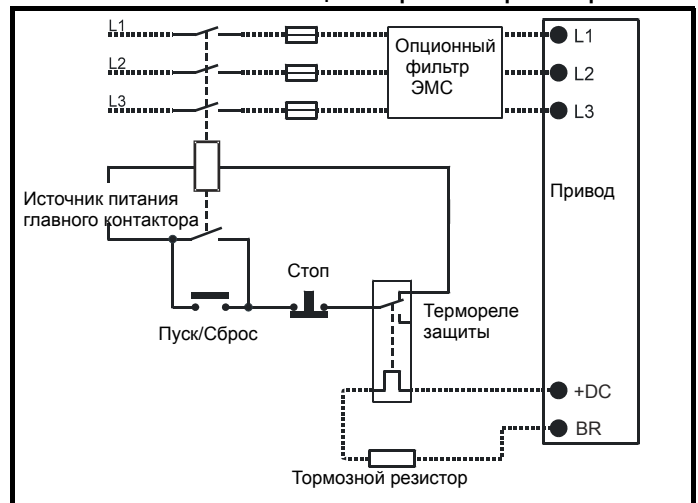 L1
L2
L3
Опционный
фильтр
ЭМС
L1
L2
L3
Привод
Источник питания
главного контактора
Стоп
Пуск/Сброс
Термореле
защиты
+DC
BR
Тормозной резистор